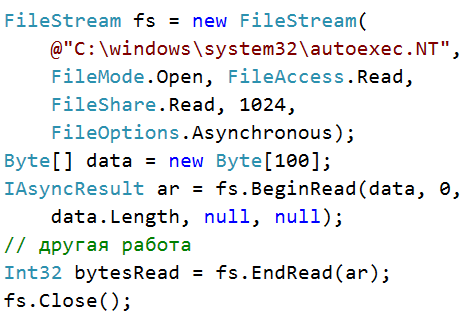 FileStream fs = new FileStream(
@"C:\windows\system32\autoexec.NT",
FileMode.Open, FileAccess.Read,
FileShare.Read, 1024,
FileOptions.Asynchronous);
Byte[] data = new Byte[100];
IAsyncResult ar = fs.BeginRead(data, 0,
data.Length, null, null);
// другая работа
Int32 bytesRead = fs.EndRead(ar);
fs.Close();